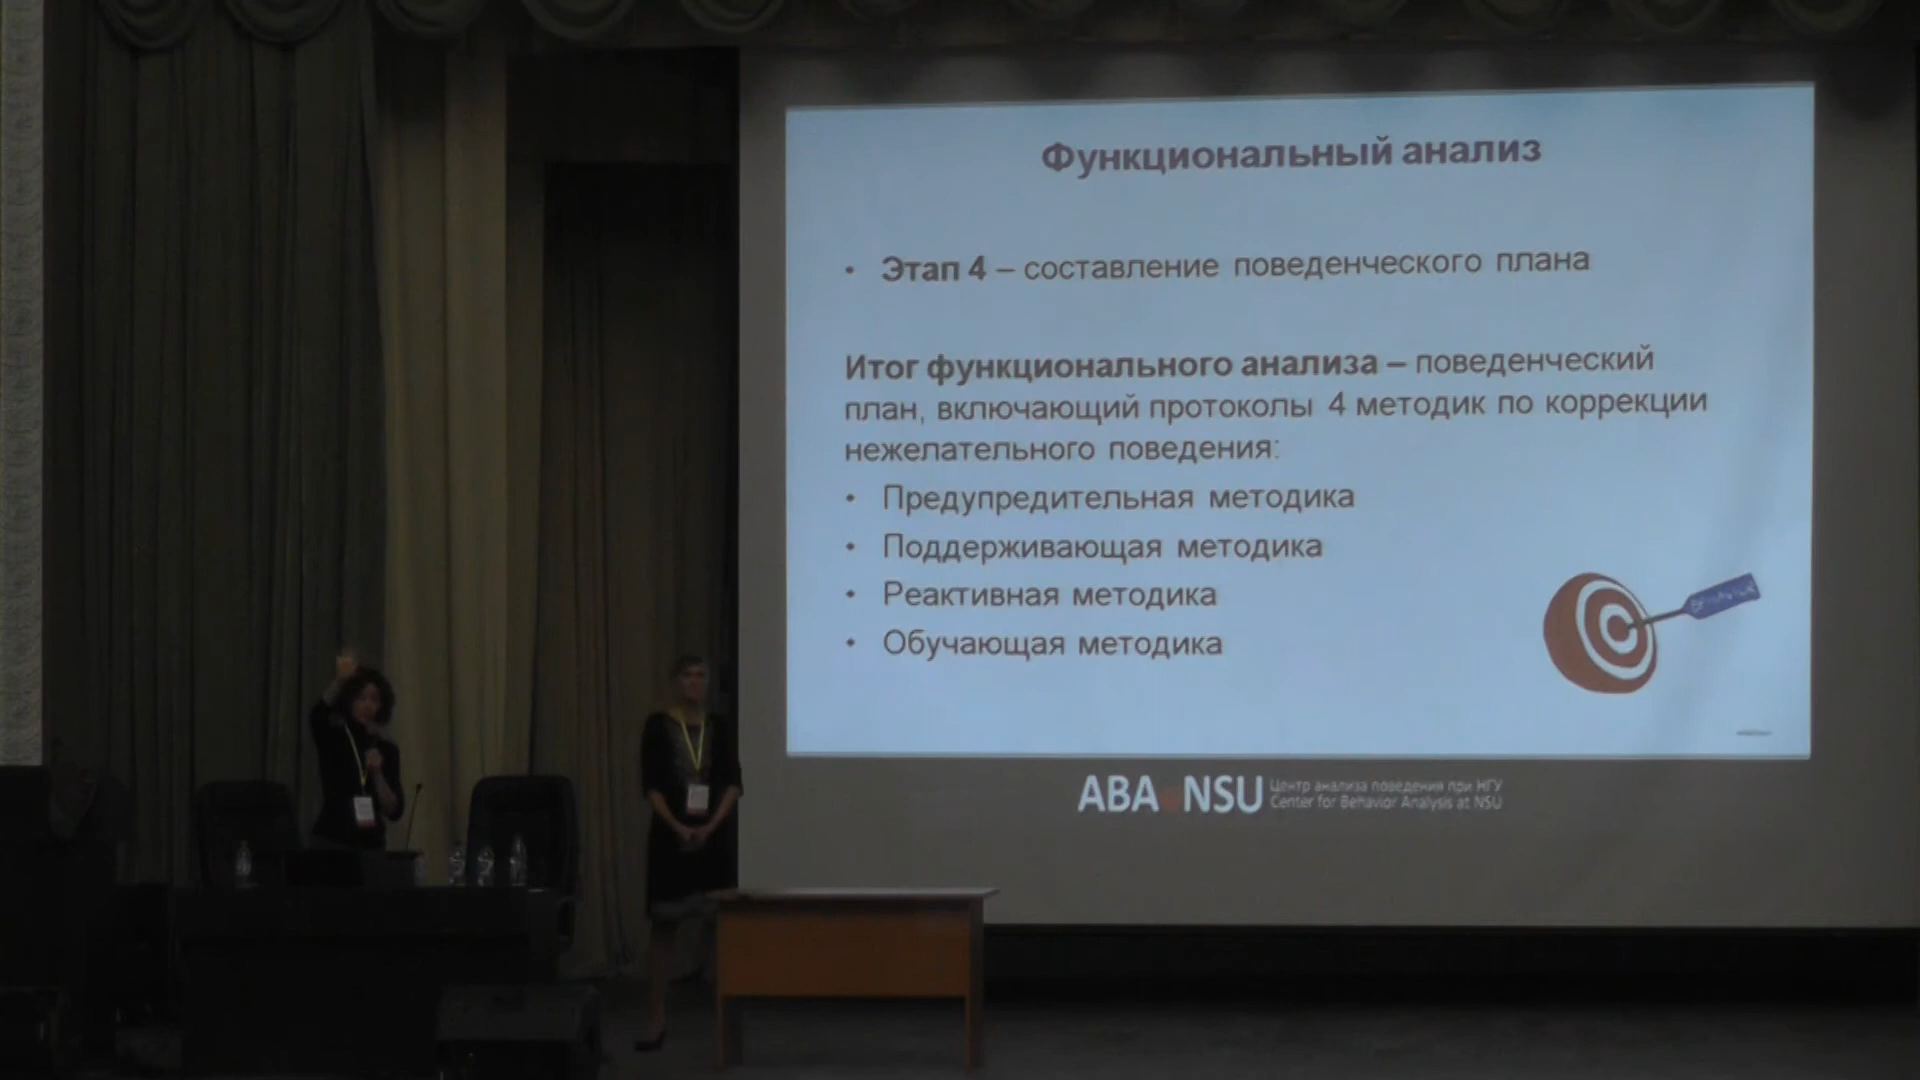 Функциональный анализ
• Этап 4 – составление поведенческого плана
Итог функционального анализа – поведенческий
план, включающий протоколы 4 методик по коррекции
нежелательного поведения:
• Предупредительная методика
• Поддерживающая методика
• Реактивная методика
• Обучающая методика
BEHAVIOR
ABA NSU
Центр анализа поведения при НГУ
Center for Behavior Analysis at NSU